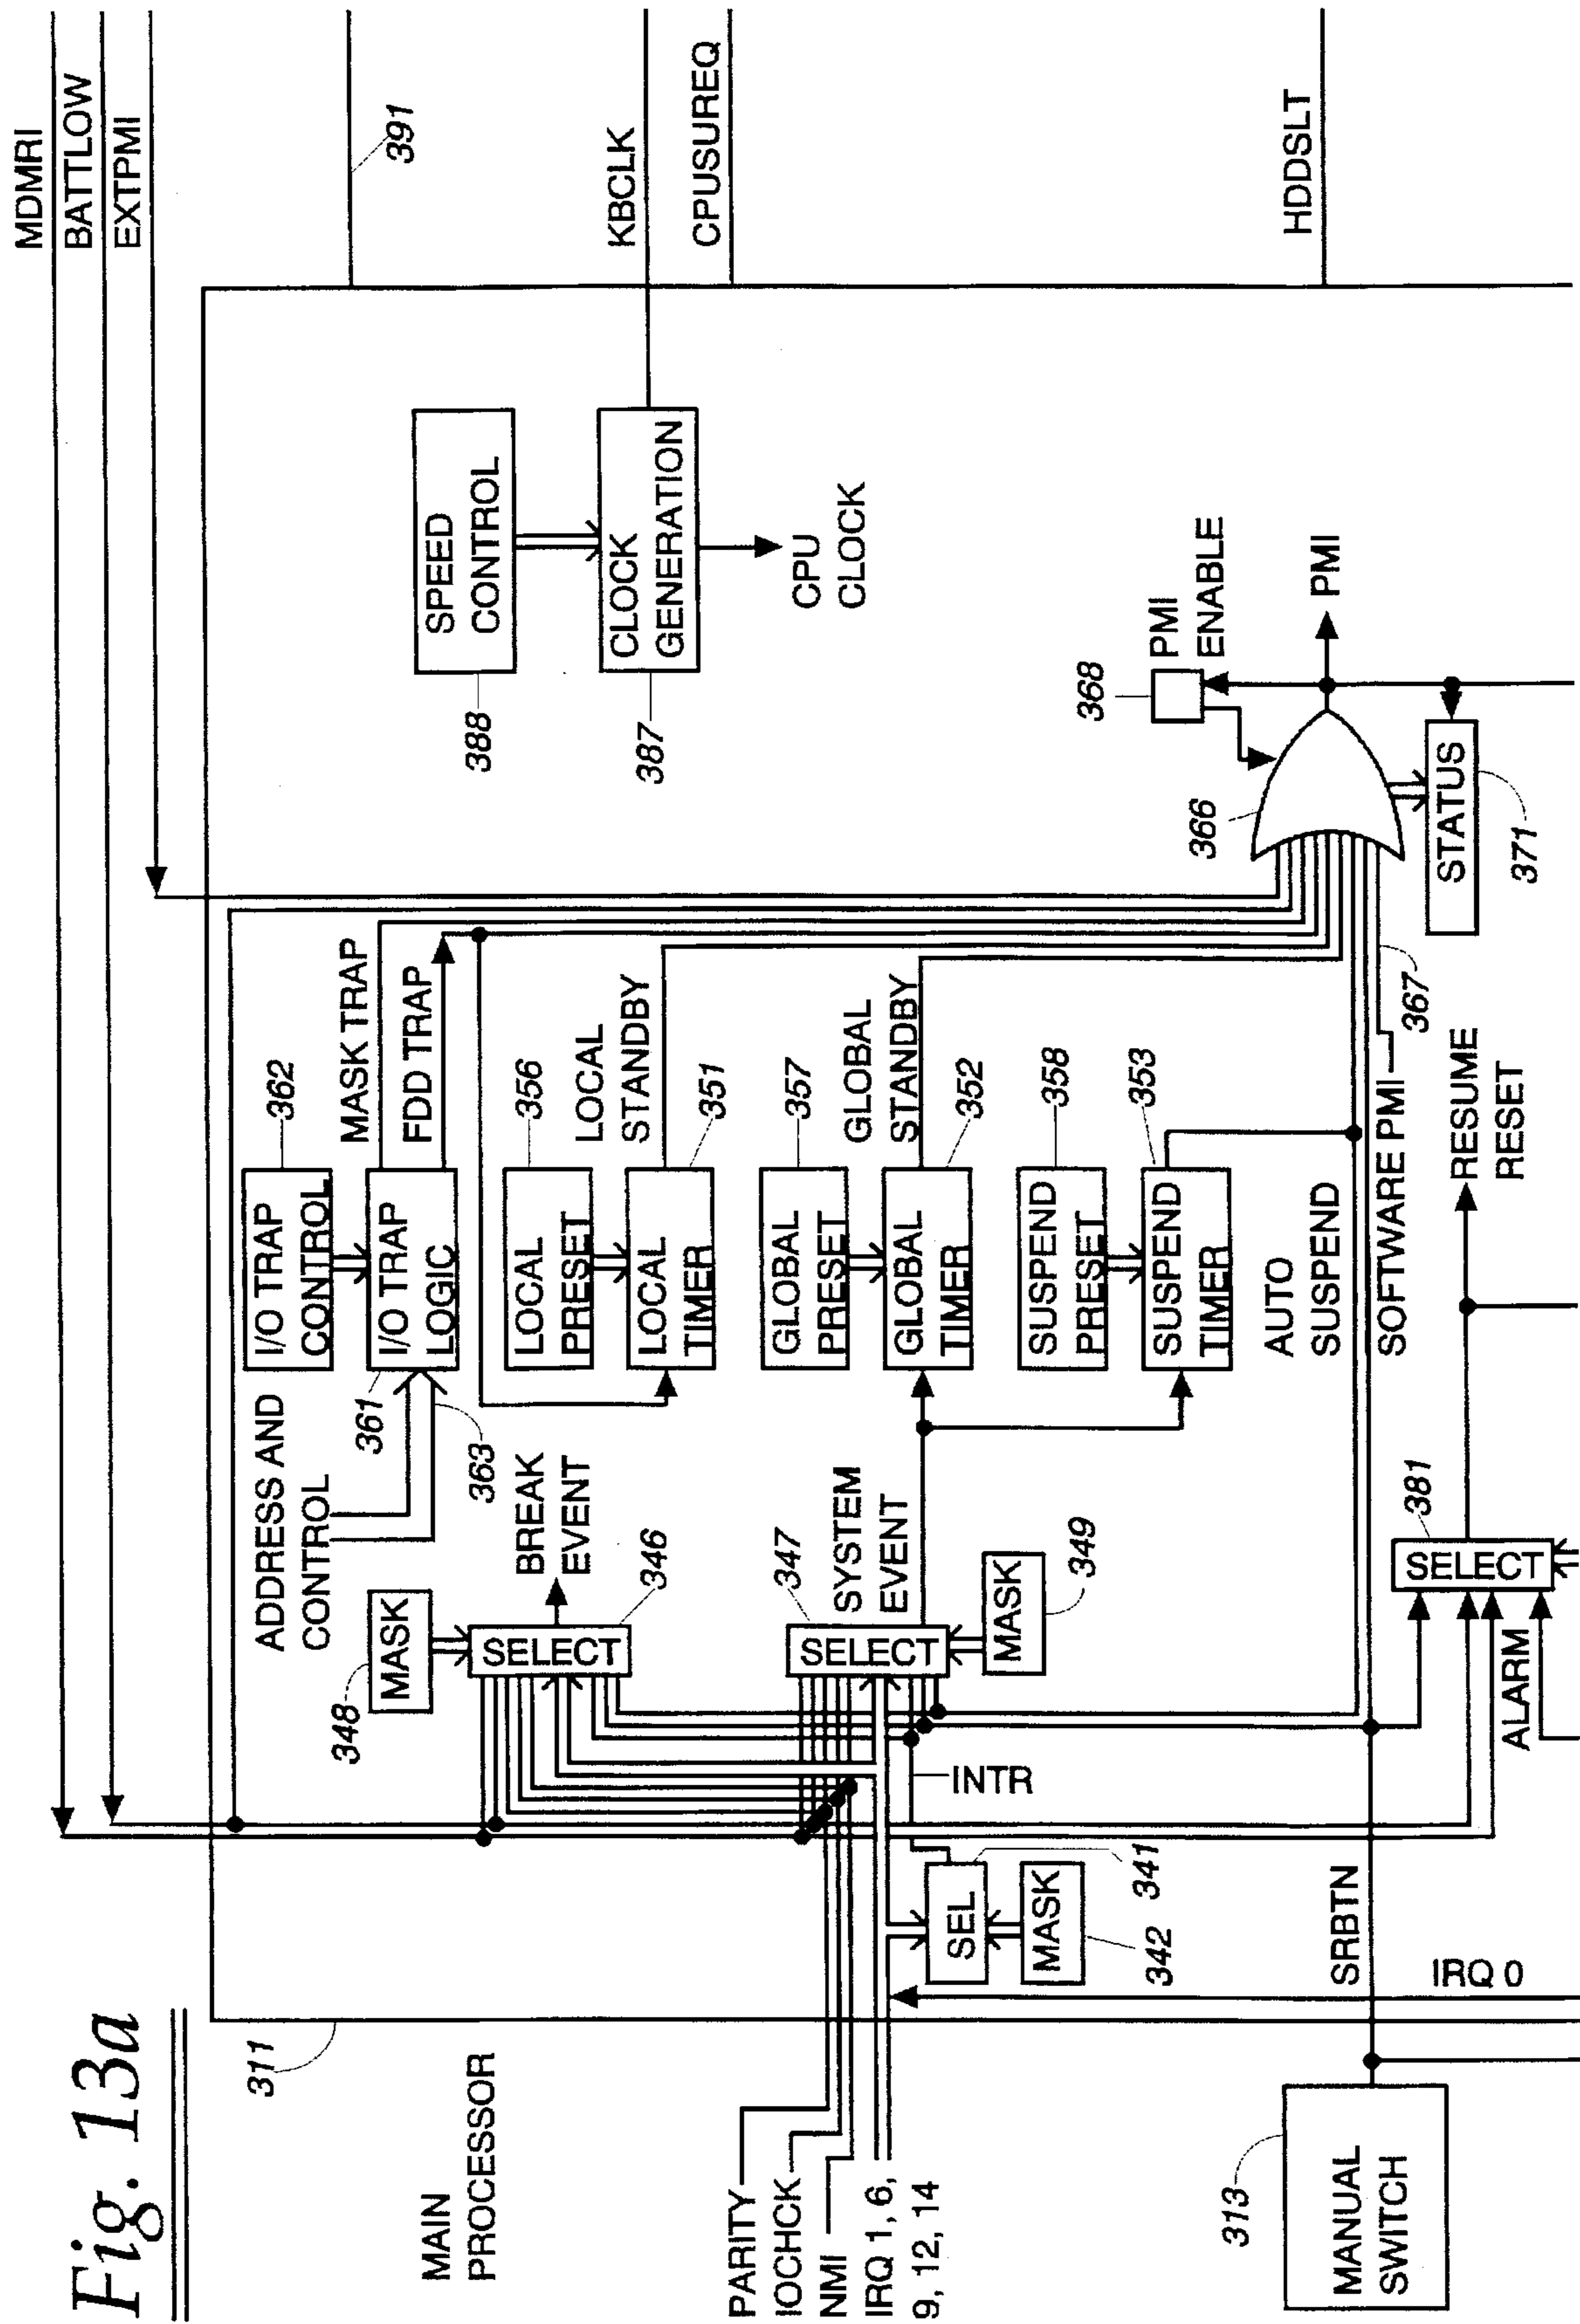 Fig. 13a
MDMRI
BATTLOW
EXTPMI
311
MAIN
PROCESSOR
391
KBCLK
CPUSUREQ
HDDSLT
SPEED
CONTROL
388
CLOCK
GENERATION
387
CPU
CLOCK
I/O TRAP
CONTROL
362
I/O TRAP
LOGIC
361
MASK TRAP
FDD TRAP
ADDRESS AND
CONTROL
363
LOCAL
PRESET
356
LOCAL
TIMER
351
LOCAL
STANDBY
GLOBAL
PRESET
357
GLOBAL
TIMER
352
GLOBAL
STANDBY
SUSPEND
PRESET
358
SUSPEND
TIMER
353
AUTO
SUSPEND
SOFTWARE PMI
367
MASK
348
SELECT
346
BREAK
EVENT
SELECT
347
SYSTEM
EVENT
MASK
349
PARITY
IOCHCK
NMI
IRQ 1, 6,
9, 12, 14
INTR
SEL
341
MASK
342
366
368
PMI
ENABLE
PMI
STATUS
371
MANUAL
SWITCH
313
SRBTN
IRQ 0
SELECT
381
ALARM
RESUME
RESET